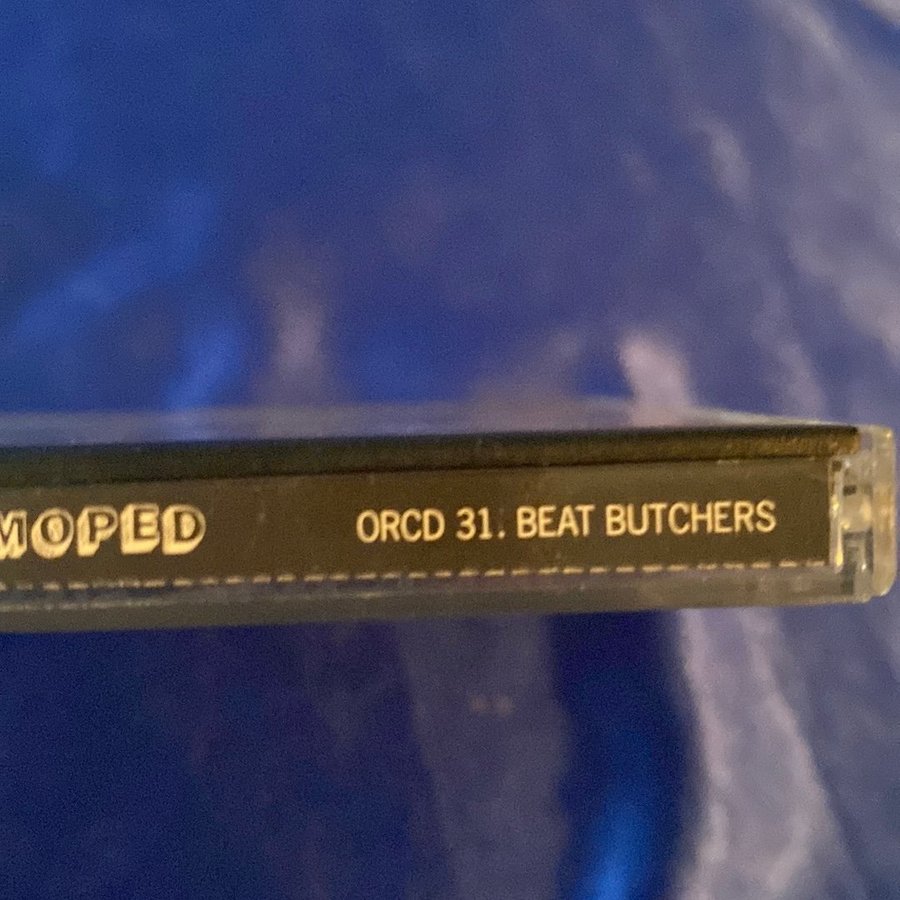 MOPED ORCD 31. BEAT BUTCHERS